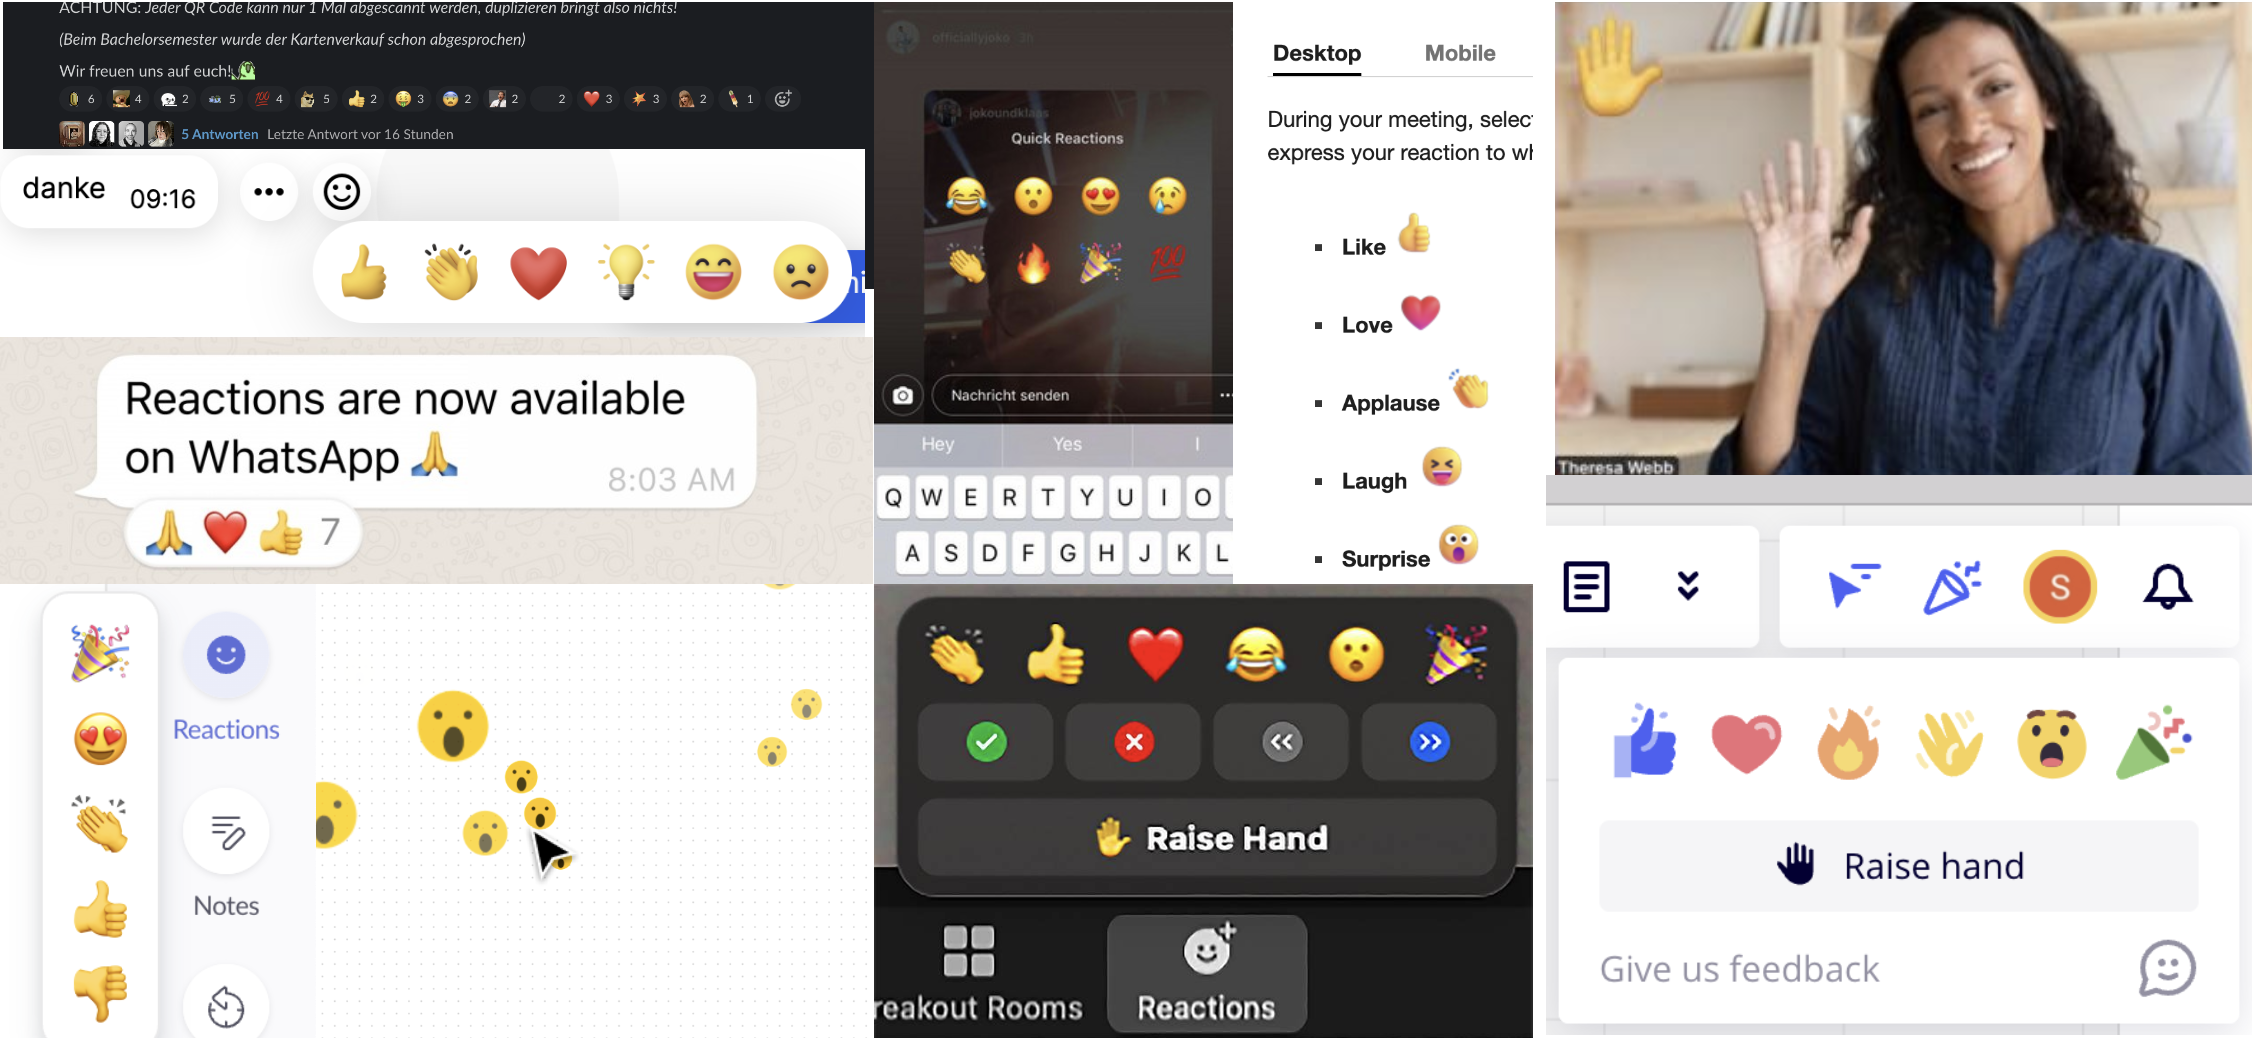 ACHTUNG: Jeder QR Code kann nur 1 Mal abgescannt werden, duplizieren bringt also nichts!
(Beim Bachelorsemester wurde der Kartenverkauf schon abgesprochen)
Wir freuen uns auf euch!
6 4 2 5 4 5 2 3 2 2 2 3 3 2 1
5 Antworten Letzte Antwort vor 16 Stunden
danke 09:16
Reactions are now available
on WhatsApp
8:03 AM
7
Reactions
Notes
officiallyjoko 3h
jokoundklaas
Quick Reactions
100
Nachricht senden
Hey Yes I
Q W E R T Y U I O
A S D F G H J K L
Desktop Mobile
During your meeting, select
express your reaction to wh
Like
Love
Applause
Laugh
Surprise
Raise Hand
reakout Rooms Reactions
Theresa Webb
S
Raise hand
Give us feedback